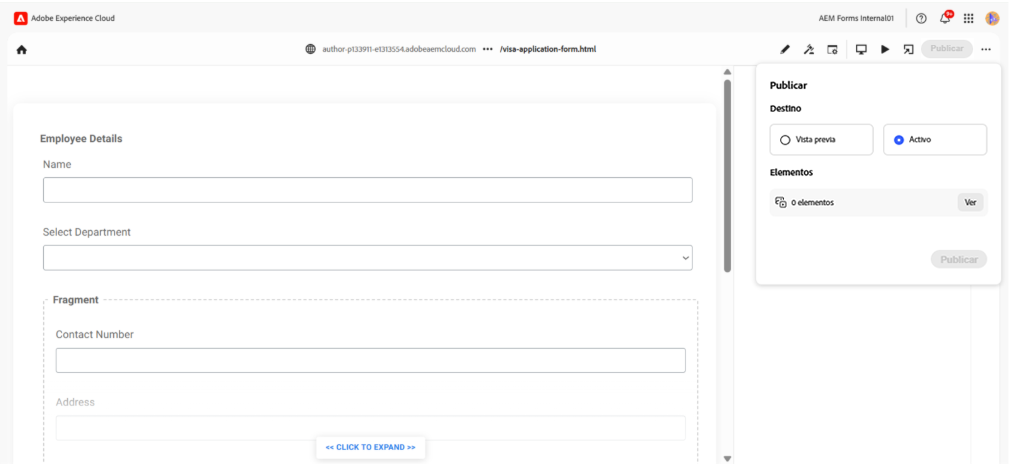 Adobe Experience Cloud
AEM Forms Internal01
9+
author-p133911-e1313554.adobeaemcloud.com ••• /visa-application-form.html
Publicar
Publicar
Destino
Vista previa
Activo
Elementos
0 elementos
Ver
Publicar
Employee Details
Name
Select Department
Fragment
Contact Number
Address
<< CLICK TO EXPAND >>